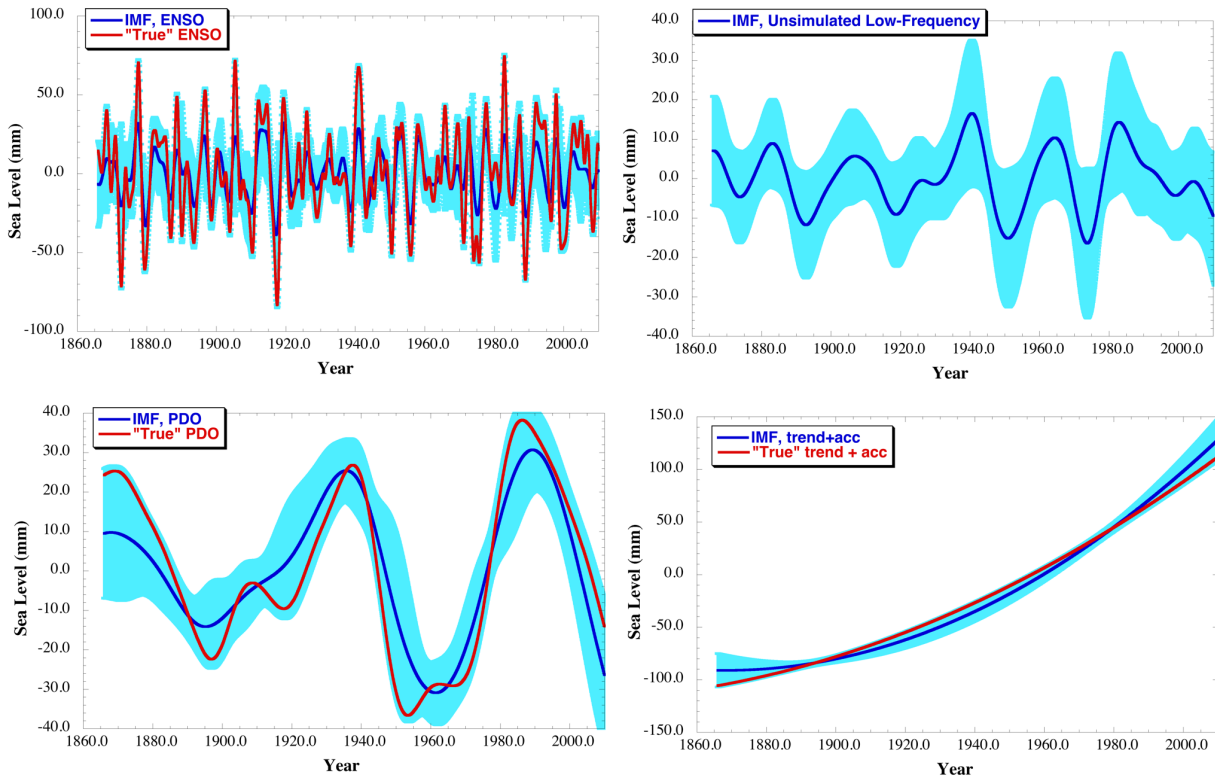 IMF, ENSO
"True" ENSO
Sea Level (mm)
100.0
50.0
0.0
-50.0
-100.0
1860.0 1880.0 1900.0 1920.0 1940.0 1960.0 1980.0 2000.0
Year
IMF, Unsimulated Low-Frequency
Sea Level (mm)
40.0
30.0
20.0
10.0
0.0
-10.0
-20.0
-30.0
-40.0
1860.0 1880.0 1900.0 1920.0 1940.0 1960.0 1980.0 2000.0
Year
IMF, PDO
"True" PDO
Sea Level (mm)
40.0
30.0
20.0
10.0
0.0
-10.0
-20.0
-30.0
-40.0
1860.0 1880.0 1900.0 1920.0 1940.0 1960.0 1980.0 2000.0
Year
IMF, trend+acc
"True" trend + acc
Sea Level (mm)
150.0
100.0
50.0
0.0
-50.0
-100.0
-150.0
1860.0 1880.0 1900.0 1920.0 1940.0 1960.0 1980.0 2000.0
Year